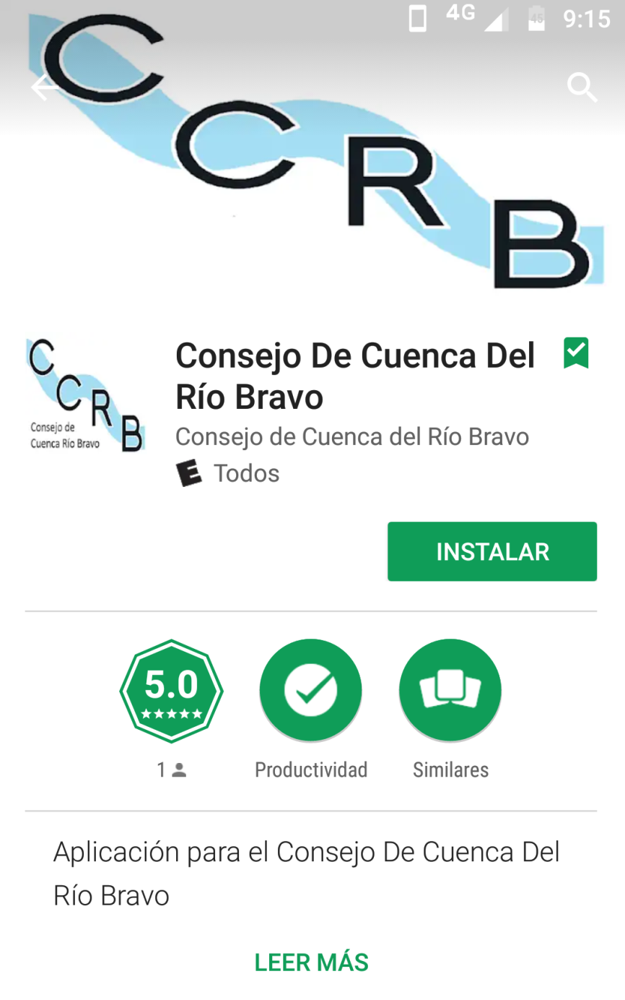 4G 45 9:15
C C R B
C C R B
Consejo de
Cuenca Río Bravo
Consejo De Cuenca Del
Río Bravo
Consejo de Cuenca del Río Bravo
E Todos
INSTALAR
5.0
1
Productividad
Similares
Aplicación para el Consejo De Cuenca Del
Río Bravo
LEER MÁS